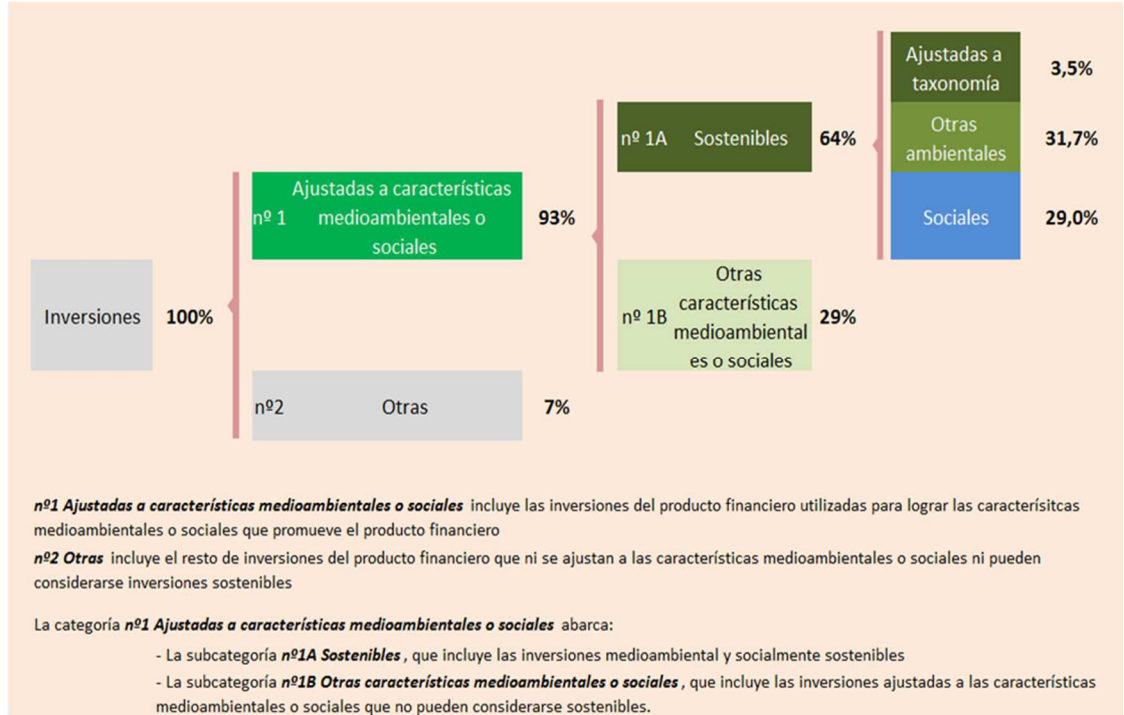 Ajustadas a
taxonomía
3,5%
nº 1A Sostenibles 64%
Otras
ambientales
31,7%
Ajustadas a características
nº 1 medioambientales o
sociales
93%
Sociales 29,0%
Inversiones 100%
Otras
características
nº 1B medioambiental
es o sociales
29%
nº2 Otras 7%
nº1 Ajustadas a características medioambientales o sociales incluye las inversiones del producto financiero utilizadas para lograr las caracterísitcas
medioambientales o sociales que promueve el producto financiero
nº2 Otras incluye el resto de inversiones del producto financiero que ni se ajustan a las características medioambientales o sociales ni pueden
considerarse inversiones sostenibles
La categoría nº1 Ajustadas a características medioambientales o sociales abarca:
- La subcategoría nº1A Sostenibles, que incluye las inversiones medioambiental y socialmente sostenibles
- La subcategoría nº1B Otras características medioambientales o sociales, que incluye las inversiones ajustadas a las características
medioambientales o sociales que no pueden considerarse sostenibles.